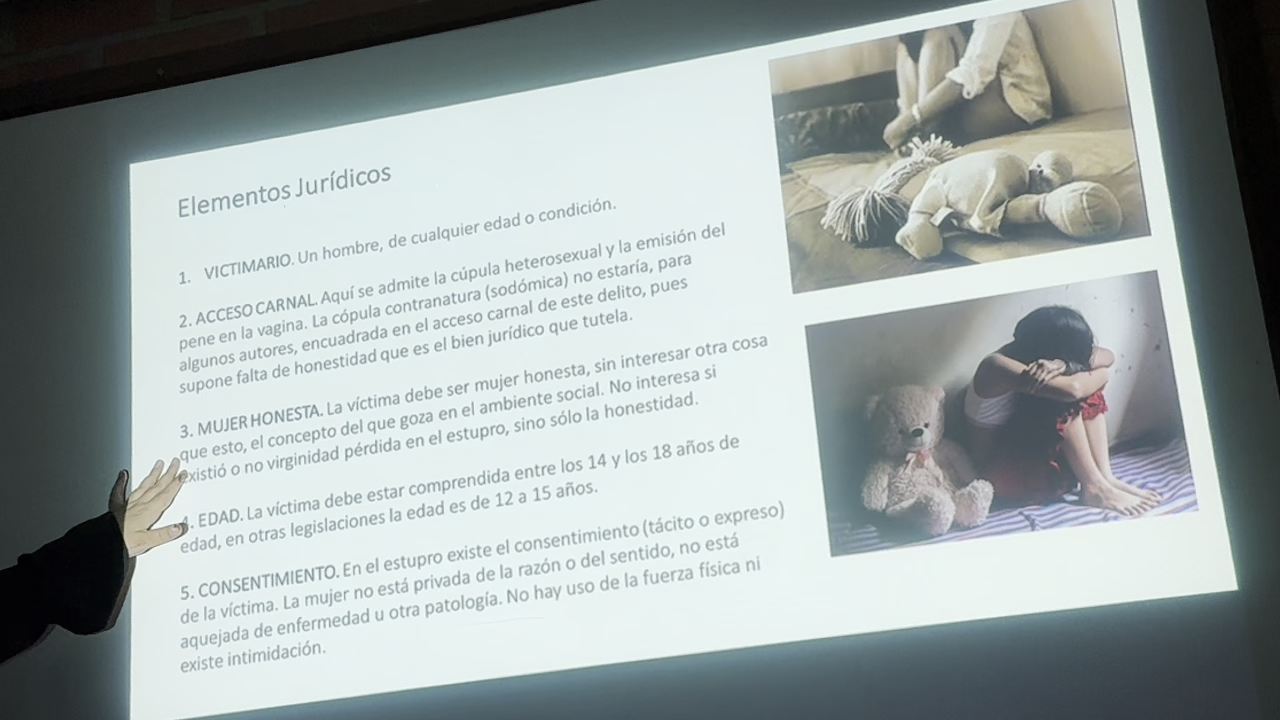 Elementos Jurídicos
1. VICTIMARIO. Un hombre, de cualquier edad o condición.
2. ACCESO CARNAL. Aquí se admite la cúpula heterosexual y la emisión del
pene en la vagina. La cópula contranatura (sodómica) no estaría, para
algunos autores, encuadrada en el acceso carnal de este delito, pues
supone falta de honestidad que es el bien jurídico que tutela.
3. MUJER HONESTA. La víctima debe ser mujer honesta, sin interesar otra cosa
que esto, el concepto del que goza en el ambiente social. No interesa si
existió o no virginidad pérdida en el estupro, sino sólo la honestidad.
4. EDAD. La víctima debe estar comprendida entre los 14 y los 18 años de
edad, en otras legislaciones la edad es de 12 a 15 años.
5. CONSENTIMIENTO. En el estupro existe el consentimiento (tácito o expreso)
de la víctima. La mujer no está privada de la razón o del sentido, no está
aquejada de enfermedad u otra patología. No hay uso de la fuerza física ni
existe intimidación.